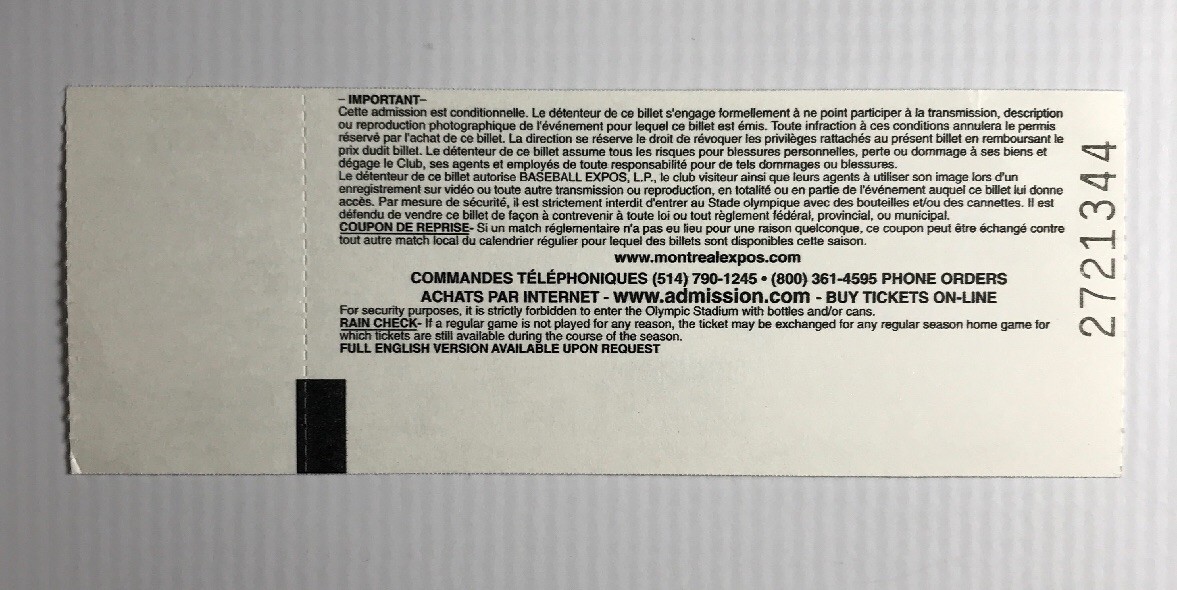 – IMPORTANT–
Cette admission est conditionnelle. Le détenteur de ce billet s'engage formellement à ne point participer à la transmission, description
ou reproduction photographique de l'événement pour lequel ce billet est émis. Toute infraction à ces conditions annulera le permis
réservé par l'achat de ce billet. La direction se réserve le droit de révoquer les privilèges rattachés au présent billet en remboursant le
prix dudit billet. Le détenteur de ce billet assume tous les risques pour blessures personnelles, perte ou dommage à ses biens et
dégage le Club, ses agents et employés de toute responsabilité pour de tels dommages ou blessures.
Le détenteur de ce billet autorise BASEBALL EXPOS, L.P., le club visiteur ainsi que leurs agents à utiliser son image lors d'un
enregistrement sur vidéo ou toute autre transmission ou reproduction, en totalité ou en partie de l'événement auquel ce billet lui donne
accès. Par mesure de sécurité, il est strictement interdit d'entrer au Stade olympique avec des bouteilles et/ou des cannettes. Il est
défendu de vendre ce billet de façon à contrevenir à toute loi ou tout règlement fédéral, provincial, ou municipal.
COUPON DE REPRISE- Si un match réglementaire n'a pas eu lieu pour une raison quelconque, ce coupon peut être échangé contre
tout autre match local du calendrier régulier pour lequel des billets sont disponibles cette saison.
www.montrealexpos.com
COMMANDES TÉLÉPHONIQUES (514) 790-1245 • (800) 361-4595 PHONE ORDERS
ACHATS PAR INTERNET - www.admission.com - BUY TICKETS ON-LINE
For security purposes, it is strictly forbidden to enter the Olympic Stadium with bottles and/or cans.
RAIN CHECK- If a regular game is not played for any reason, the ticket may be exchanged for any regular season home game for
which tickets are still available during the course of the season.
FULL ENGLISH VERSION AVAILABLE UPON REQUEST
2721344